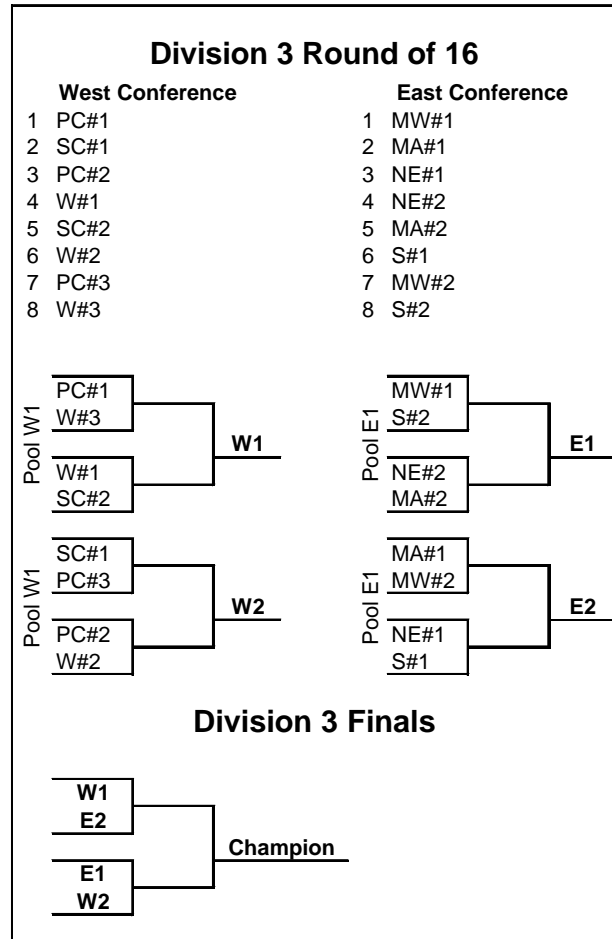 Division 3 Round of 16
West Conference
1 PC#1
2 SC#1
3 PC#2
4 W#1
5 SC#2
6 W#2
7 PC#3
8 W#3
East Conference
1 MW#1
2 MA#1
3 NE#1
4 NE#2
5 MA#2
6 S#1
7 MW#2
8 S#2
Pool W1
PC#1
W#3
W#1
SC#2
W1
Pool W1
SC#1
PC#3
PC#2
W#2
W2
Pool E1
MW#1
S#2
NE#2
MA#2
E1
Pool E1
MA#1
MW#2
NE#1
S#1
E2
Division 3 Finals
W1
E2
E1
W2
Champion